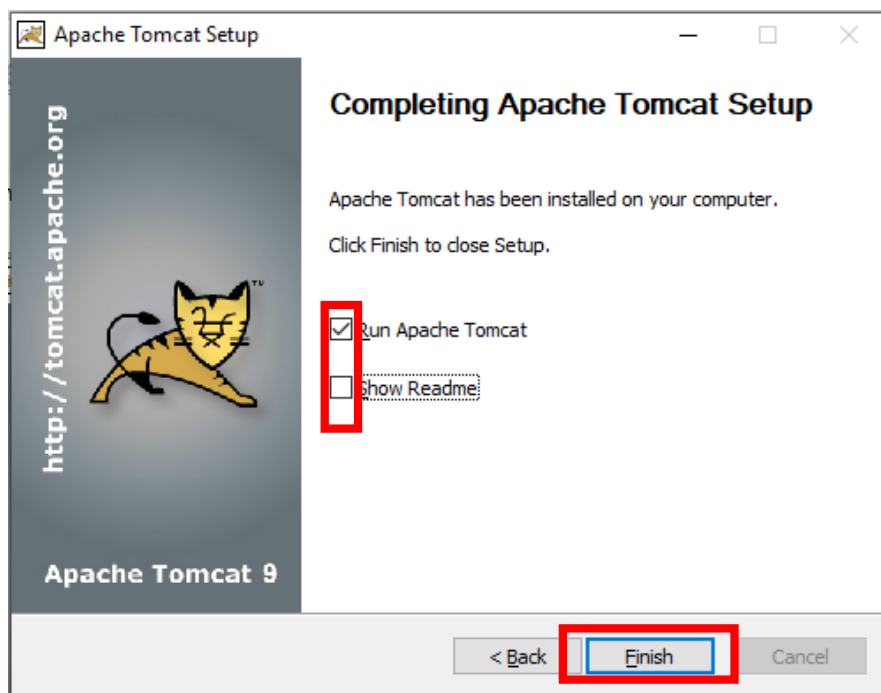 Apache Tomcat Setup
http://tomcat.apache.org
Apache Tomcat 9
Completing Apache Tomcat Setup
Apache Tomcat has been installed on your computer.
Click Finish to close Setup.
Run Apache Tomcat
Show Readme
< Back
Finish
Cancel
TM